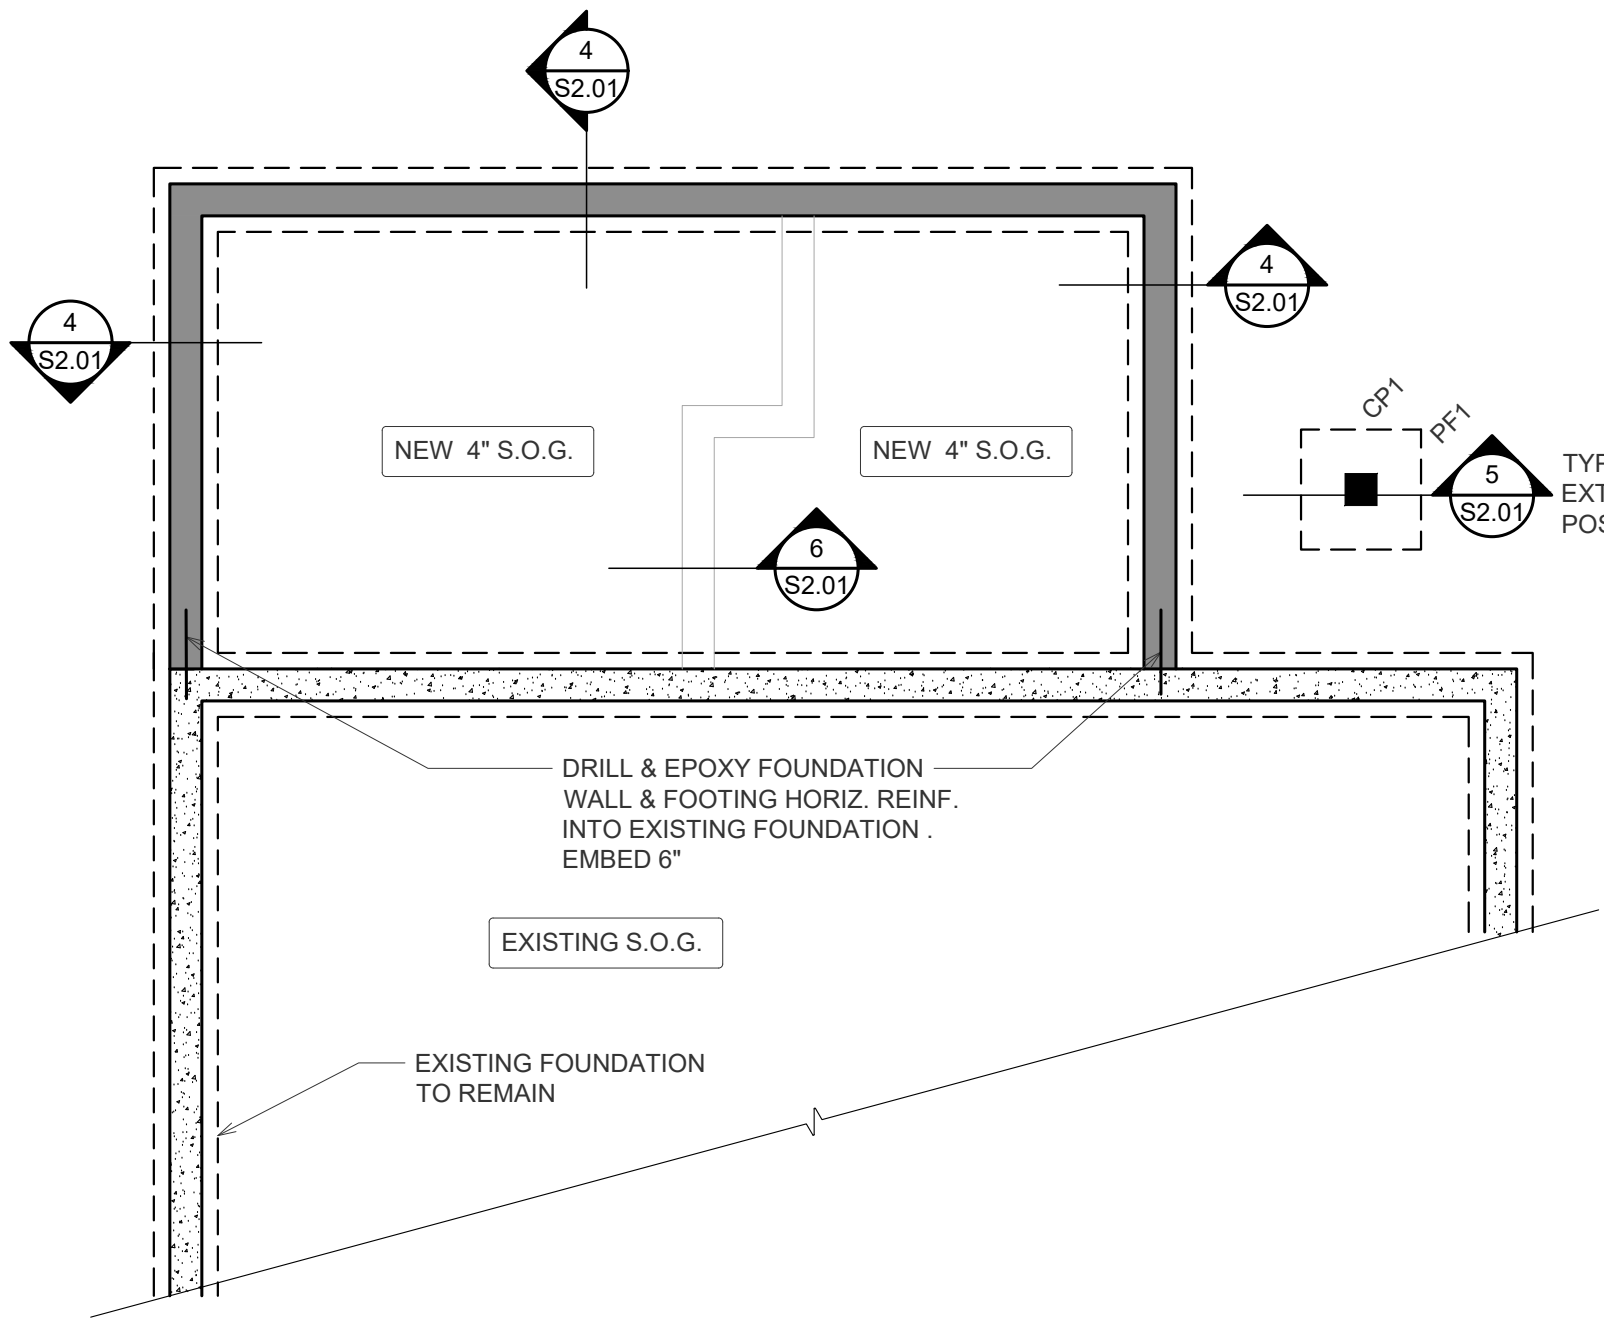 4
S2.01
4
S2.01
4
S2.01
CP1
PF1
NEW 4" S.O.G.
NEW 4" S.O.G.
5
S2.01
6
S2.01
DRILL & EPOXY FOUNDATION
WALL & FOOTING HORIZ. REINF.
INTO EXISTING FOUNDATION .
EMBED 6"
EXISTING S.O.G.
EXISTING FOUNDATION
TO REMAIN